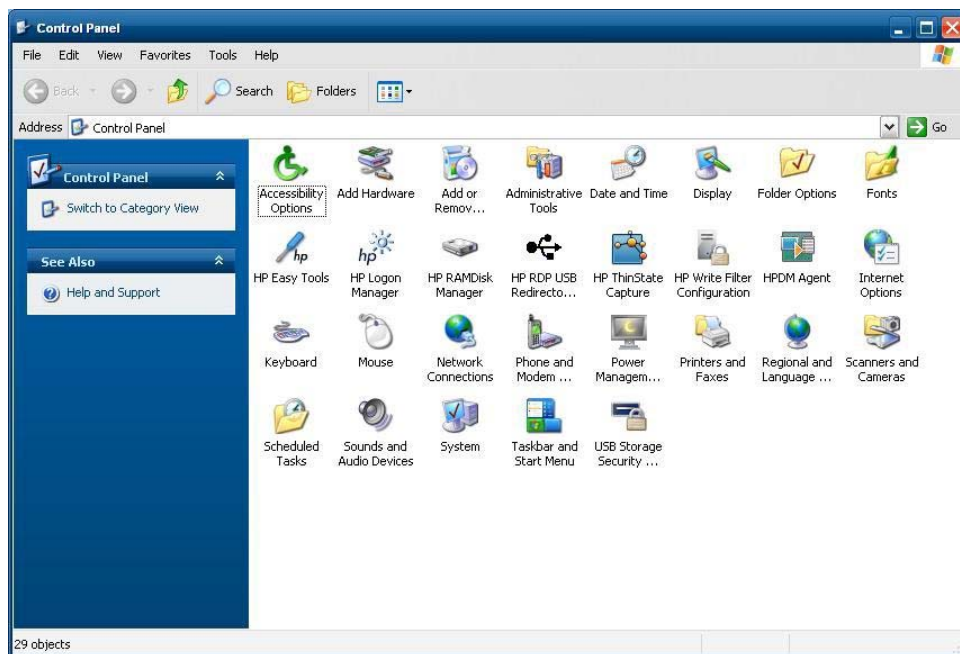 Control Panel
File Edit View Favorites Tools Help
Back Search Folders
Address Control Panel Go
Control Panel
Switch to Category View
See Also
Help and Support
Accessibility Options
Add Hardware
Add or Remov...
Administrative Tools
Date and Time
Display
Folder Options
Fonts
hp
HP Easy Tools
hp
HP Logon Manager
HP RAMDisk Manager
HP RDP USB Redirecto...
HP ThinState Capture
HP Write Filter Configuration
HPDM Agent
Internet Options
Keyboard
Mouse
Network Connections
Phone and Modem ...
Power Managem...
Printers and Faxes
Regional and Language ...
Scanners and Cameras
Scheduled Tasks
Sounds and Audio Devices
System
Taskbar and Start Menu
USB Storage Security ...
29 objects